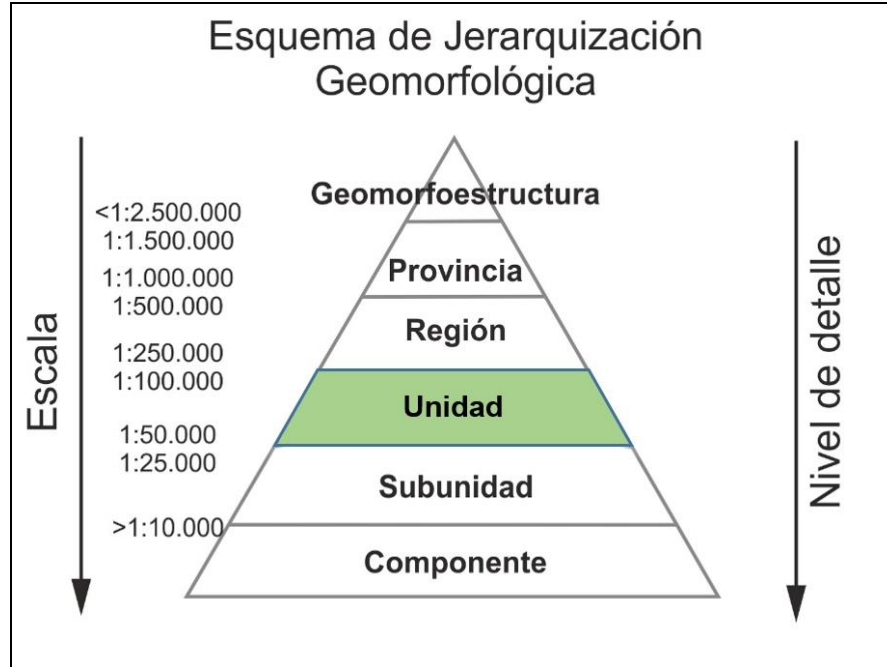 Esquema de Jerarquización
Geomorfológica
Escala
<1:2.500.000
1:1.500.000
1:1.000.000
1:500.000
1:250.000
1:100.000
1:50.000
1:25.000
>1:10.000
Geomorfoestructura
Provincia
Región
Unidad
Subunidad
Componente
Nivel de detalle